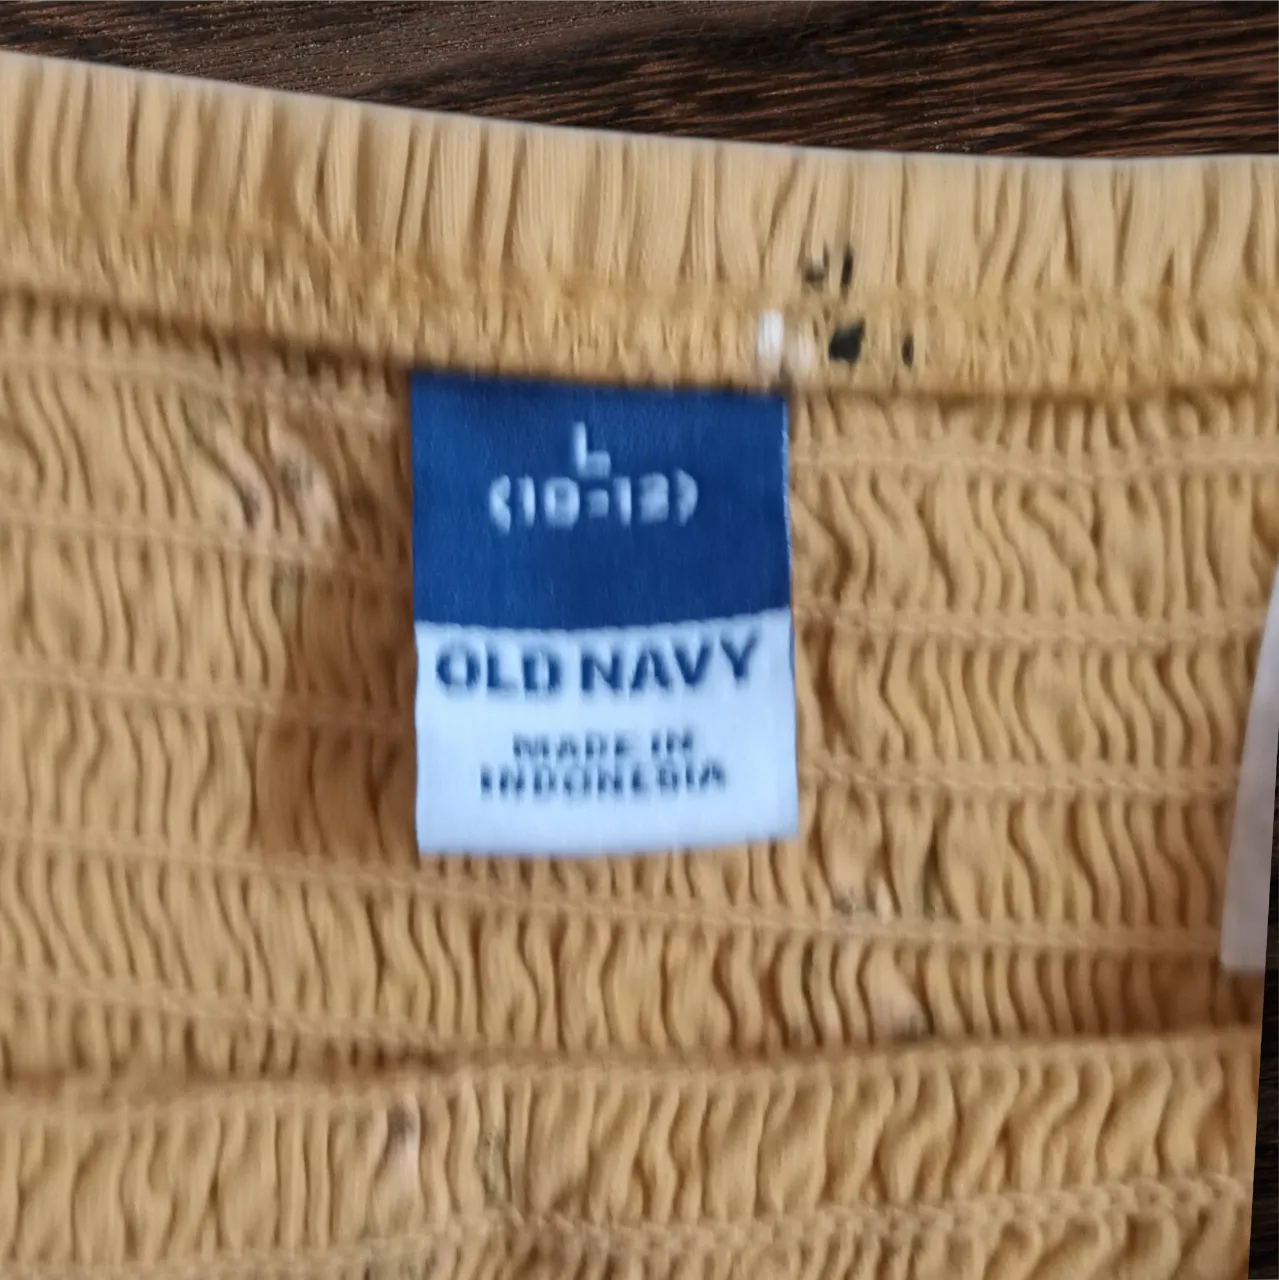 L
(10-12)
OLD NAVY
MADE IN
INDONESIA